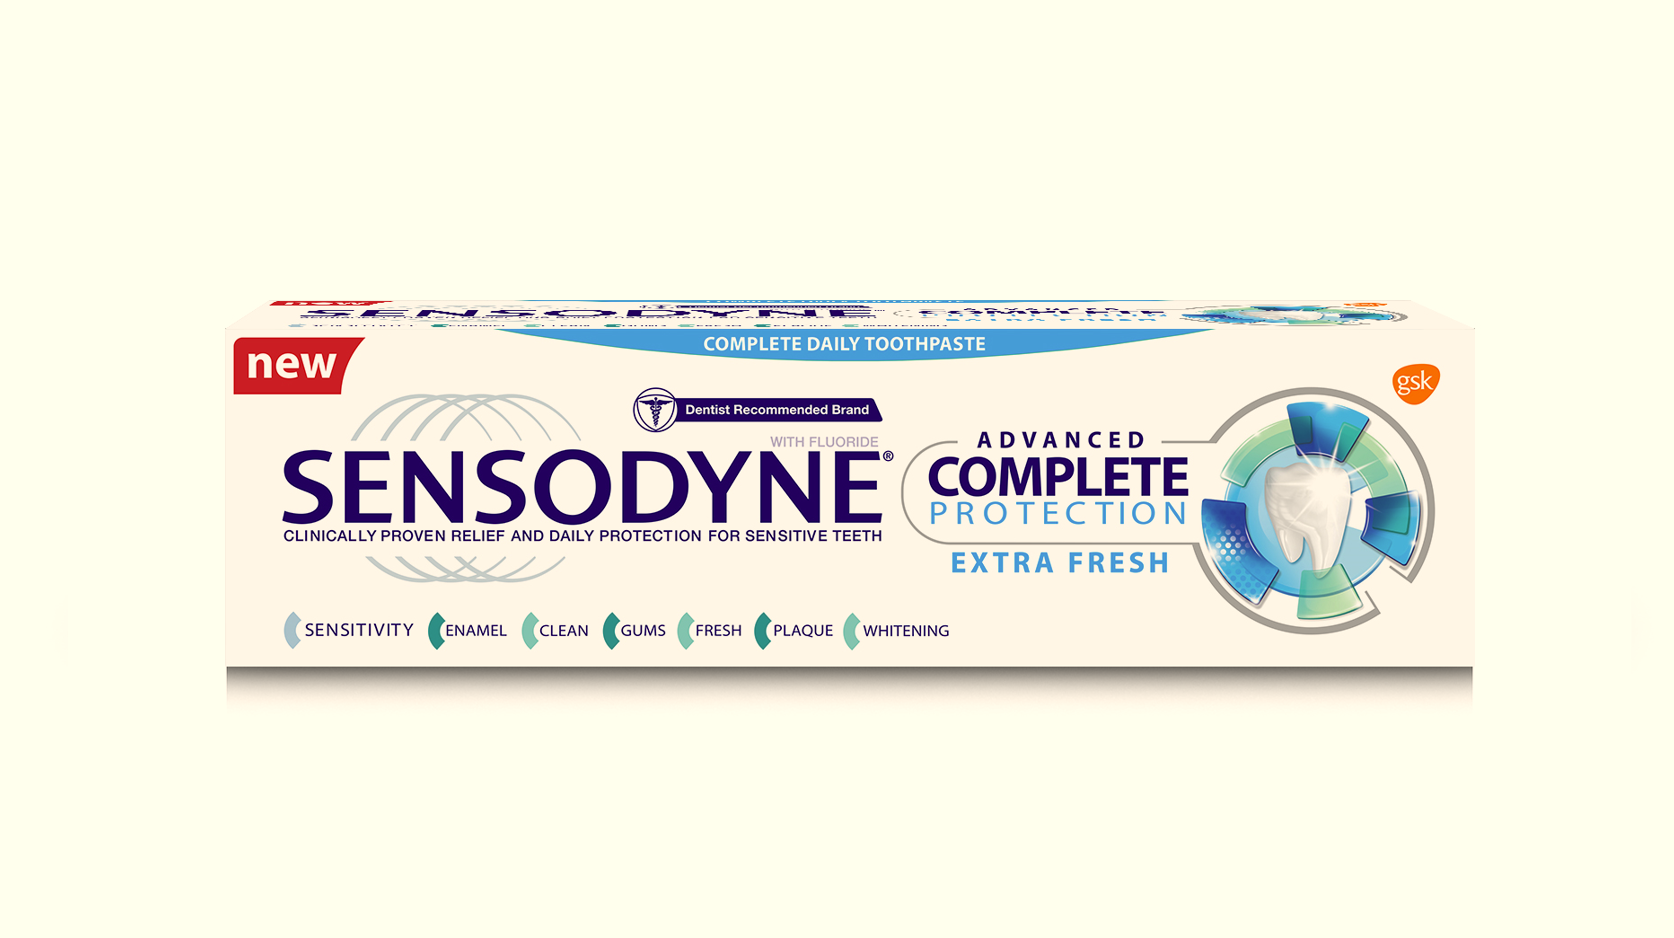 COMPLETE DAILY TOOTHPASTE
new
gsk
Dentist Recommended Brand
WITH FLUORIDE
SENSODYNE®
CLINICALLY PROVEN RELIEF AND DAILY PROTECTION FOR SENSITIVE TEETH
ADVANCED
COMPLETE
PROTECTION
EXTRA FRESH
SENSITIVITY ENAMEL CLEAN GUMS FRESH PLAQUE WHITENING